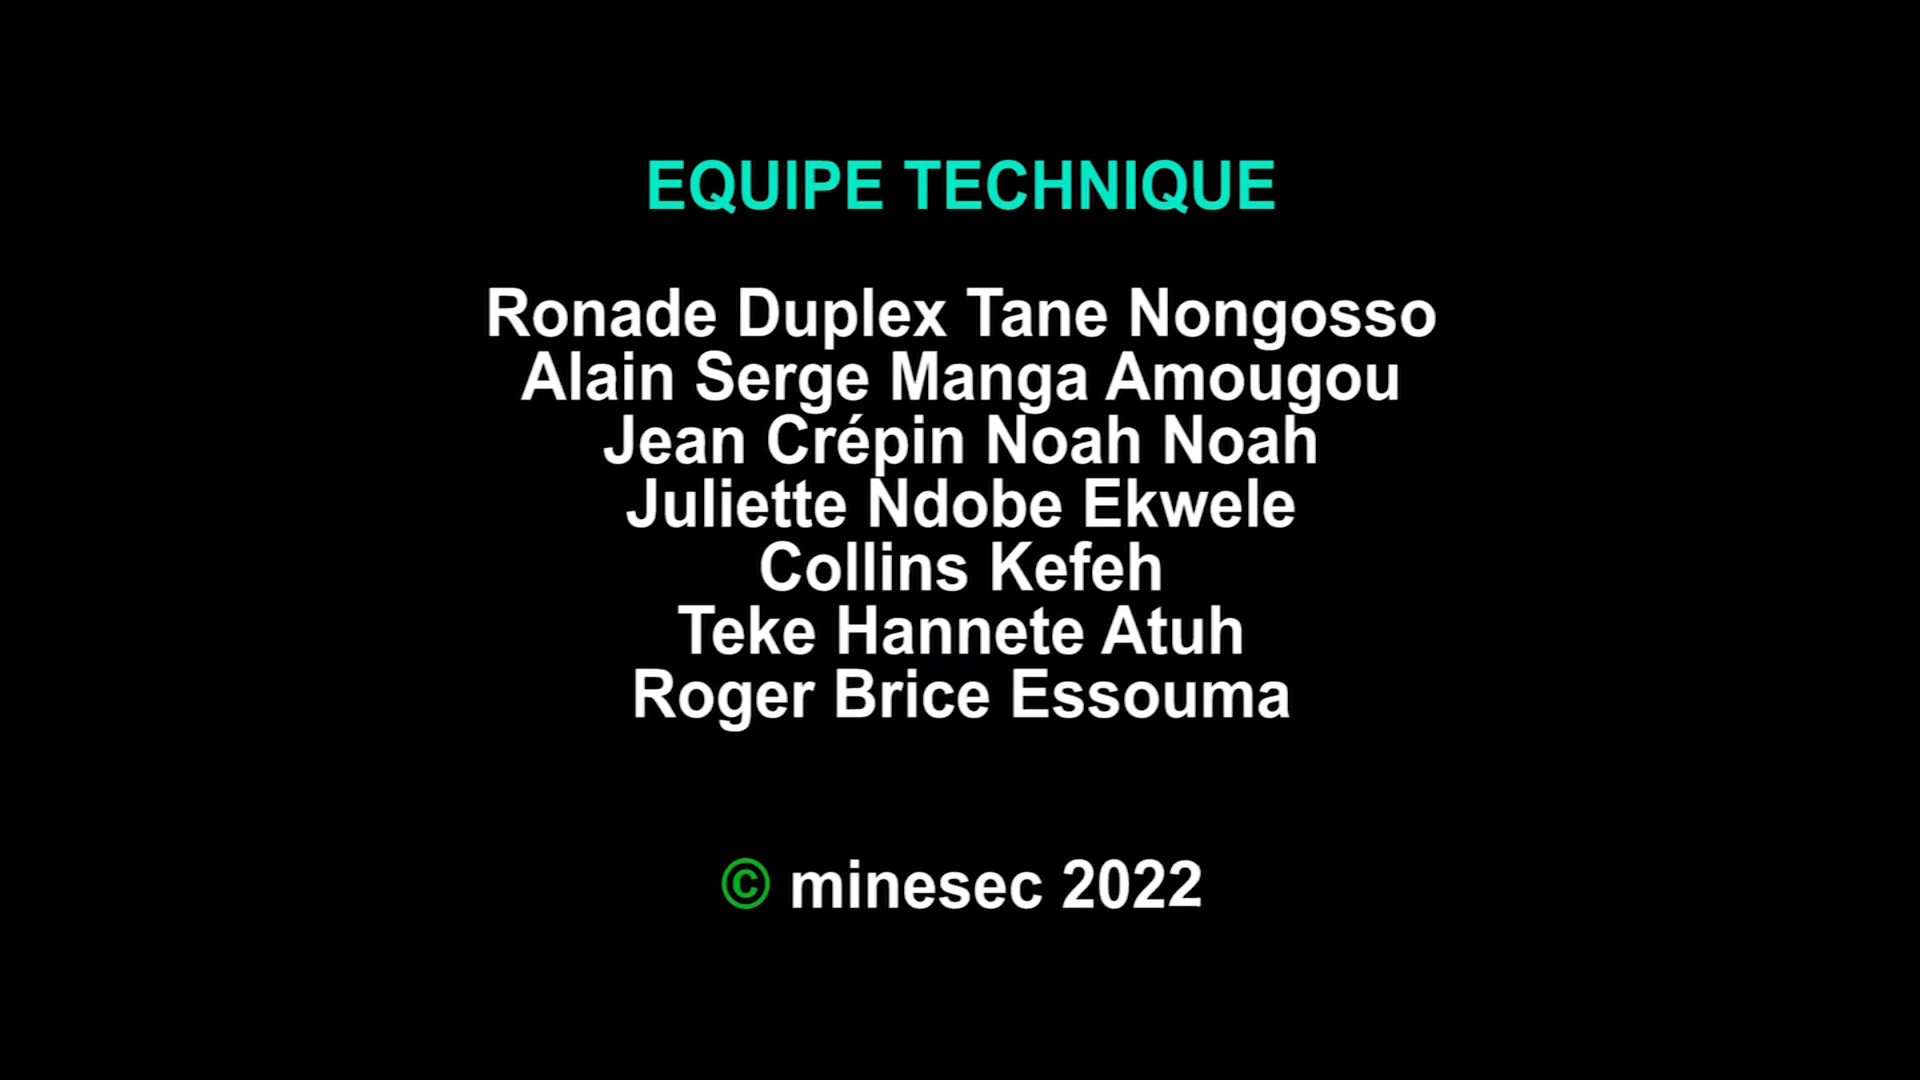 EQUIPE TECHNIQUE
Ronade Duplex Tane Nongosso
Alain Serge Manga Amougou
Jean Crépin Noah Noah
Juliette Ndobe Ekwele
Collins Kefeh
Teke Hannete Atuh
Roger Brice Essouma
© minesec 2022